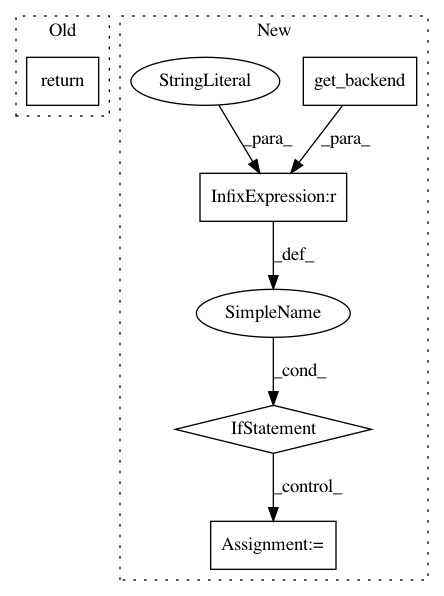 Old
New
return
StringLiteral
get_backend
_para_
_para_
InfixExpression:r
_def_
SimpleName
_cond_
IfStatement
_control_
Assignment:=